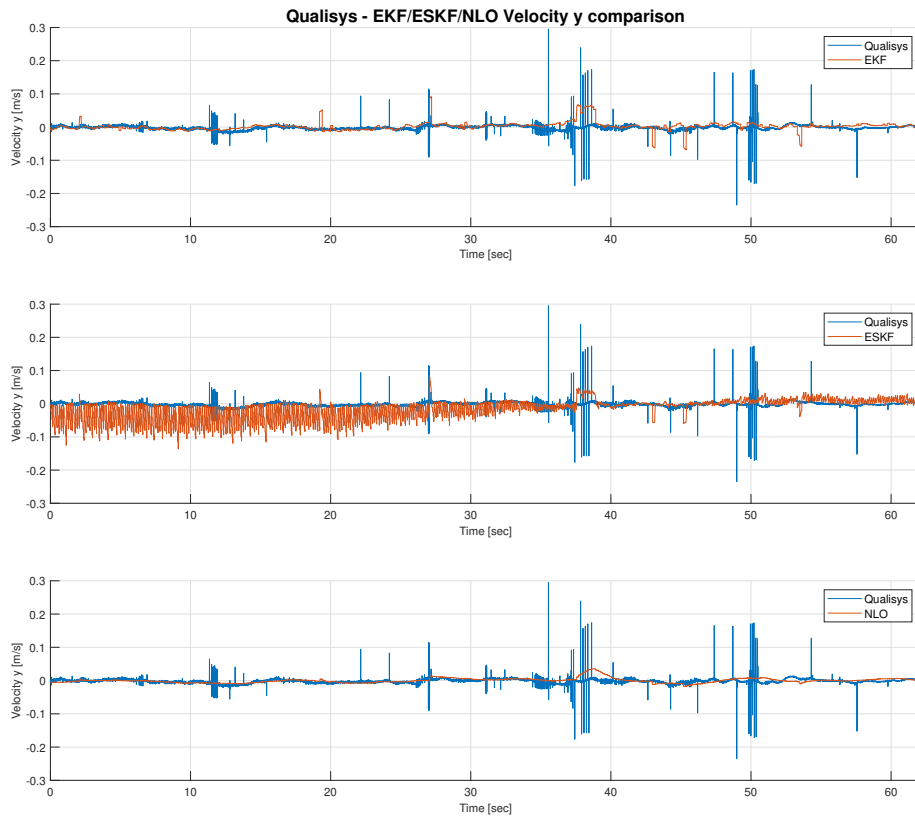 Qualisys - EKF/ESKF/NLO Velocity y comparison
0.3
0.2
0.1
0
-0.1
-0.2
-0.3
Velocity y [m/s]
Qualisys
EKF
0 10 20 30 40 50 60
Time [sec]
0.3
0.2
0.1
0
-0.1
-0.2
-0.3
Velocity y [m/s]
Qualisys
ESKF
0 10 20 30 40 50 60
Time [sec]
0.3
0.2
0.1
0
-0.1
-0.2
-0.3
Velocity y [m/s]
Qualisys
NLO
0 10 20 30 40 50 60
Time [sec]